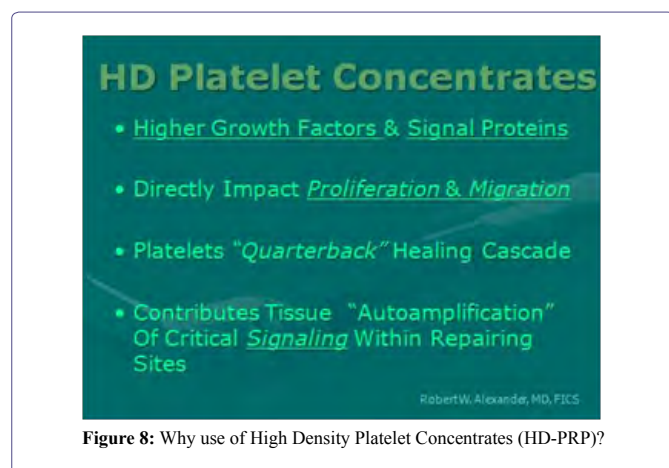 HD Platelet Concentrates
• Higher Growth Factors & Signal Proteins
• Directly Impact Proliferation & Migration
• Platelets "Quarterback" Healing Cascade
• Contributes Tissue "Autoamplification"
Of Critical Signaling Within Repairing
Sites
Robert W. Alexander, MD, FICS
Figure 8: Why use of High Density Platelet Concentrates (HD-PRP)?